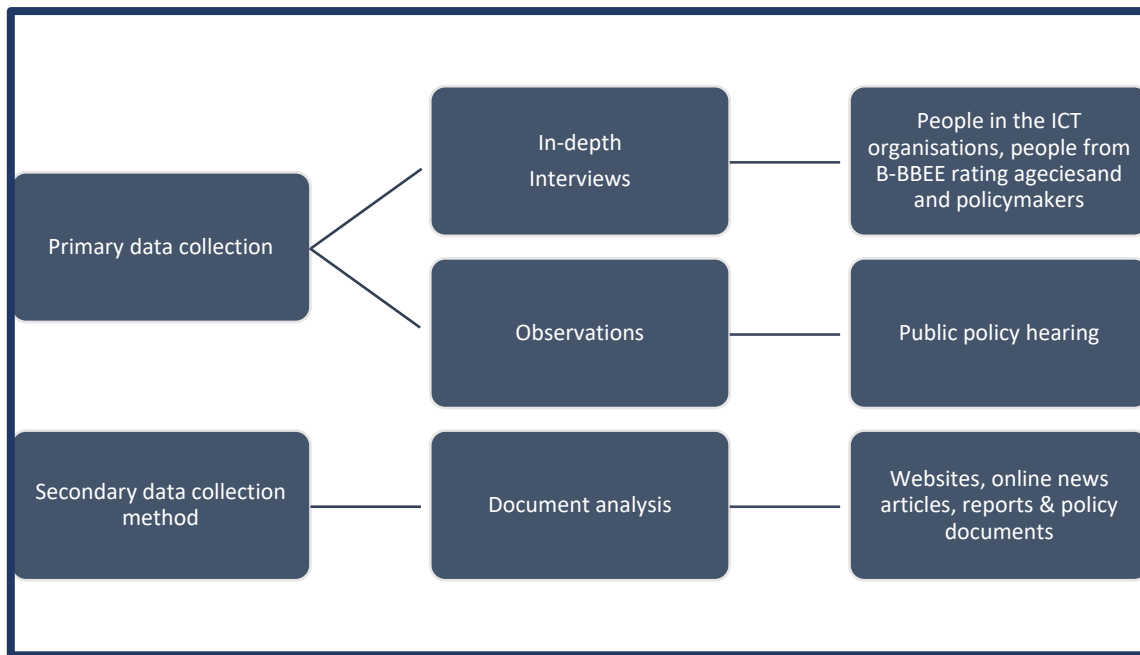 In-depth
Interviews
People in the ICT
organisations, people from
B-BBEE rating ageciesand
and policymakers
Primary data collection
Observations
Public policy hearing
Secondary data collection
method
Document analysis
Websites, online news
articles, reports & policy
documents